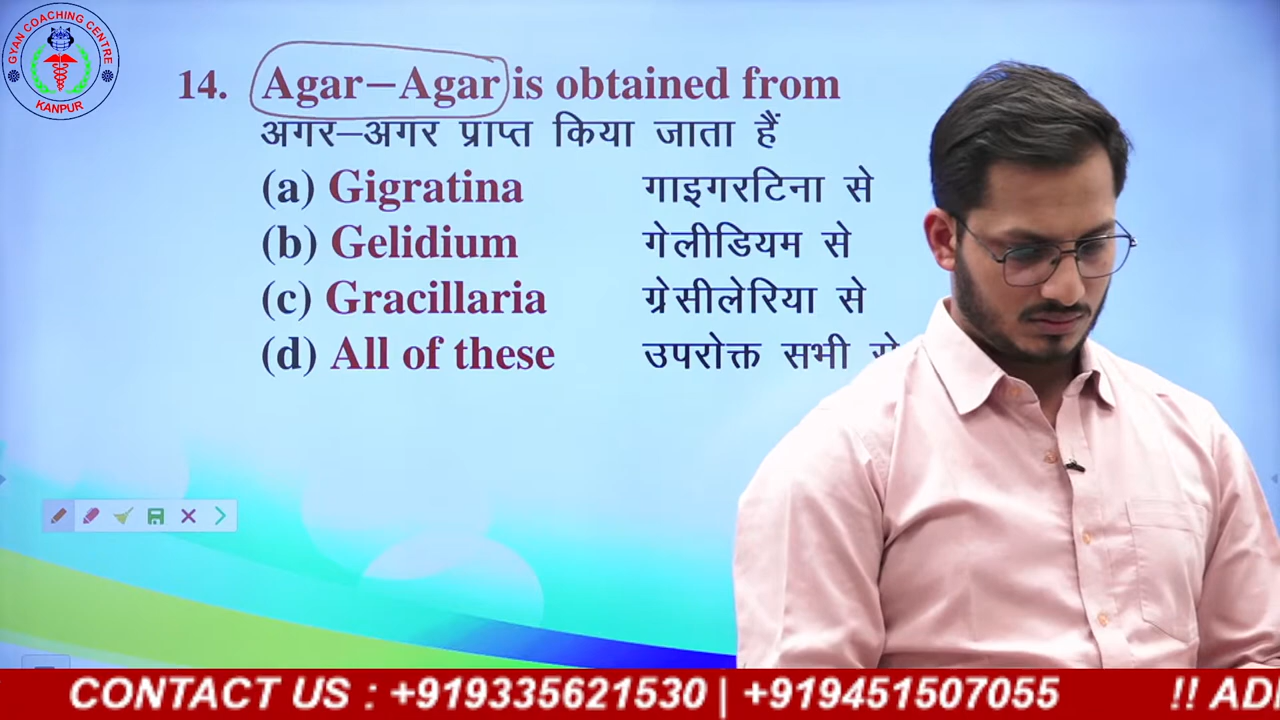 GYAN COACHING CENTRE
KANPUR
14. Agar–Agar is obtained from
अगर–अगर प्राप्त किया जाता हैं
(a) Gigratina गाइगरटिना से
(b) Gelidium गेलीडियम से
(c) Gracillaria ग्रेसीलेरिया से
(d) All of these उपरोक्त सभी से
CONTACT US : +919335621530 | +919451507055 !! ADI